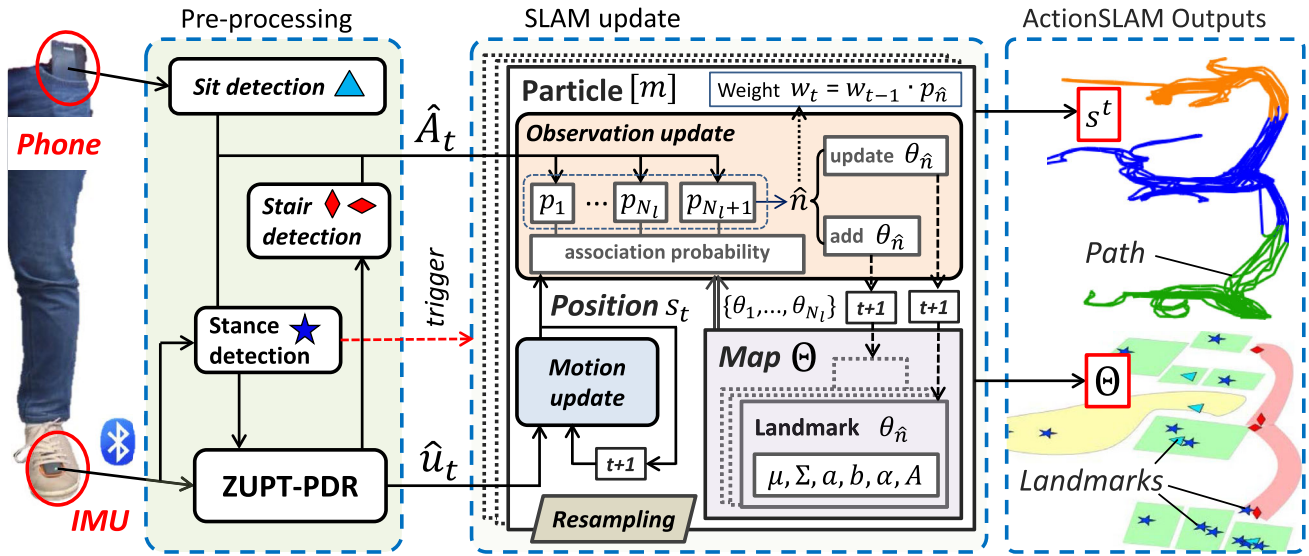 Pre-processing
SLAM update
ActionSLAM Outputs
Phone
IMU
Sit detection
Stair
detection
Stance
detection
ZUPT-PDR
Â_t
û_t
trigger
Particle [m]
Weight w_t = w_{t−1} · p_n̂
Observation update
p_1 ... p_{N_l} p_{N_l+1}
n̂
update θ_n̂
add θ_n̂
association probability
Position s_t
{θ_1,...,θ_{N_l}}
t+1
t+1
Motion
update
t+1
Map Θ
Landmark θ_n̂
μ, Σ, a, b, α, A
Resampling
s^t
Path
Θ
Landmarks